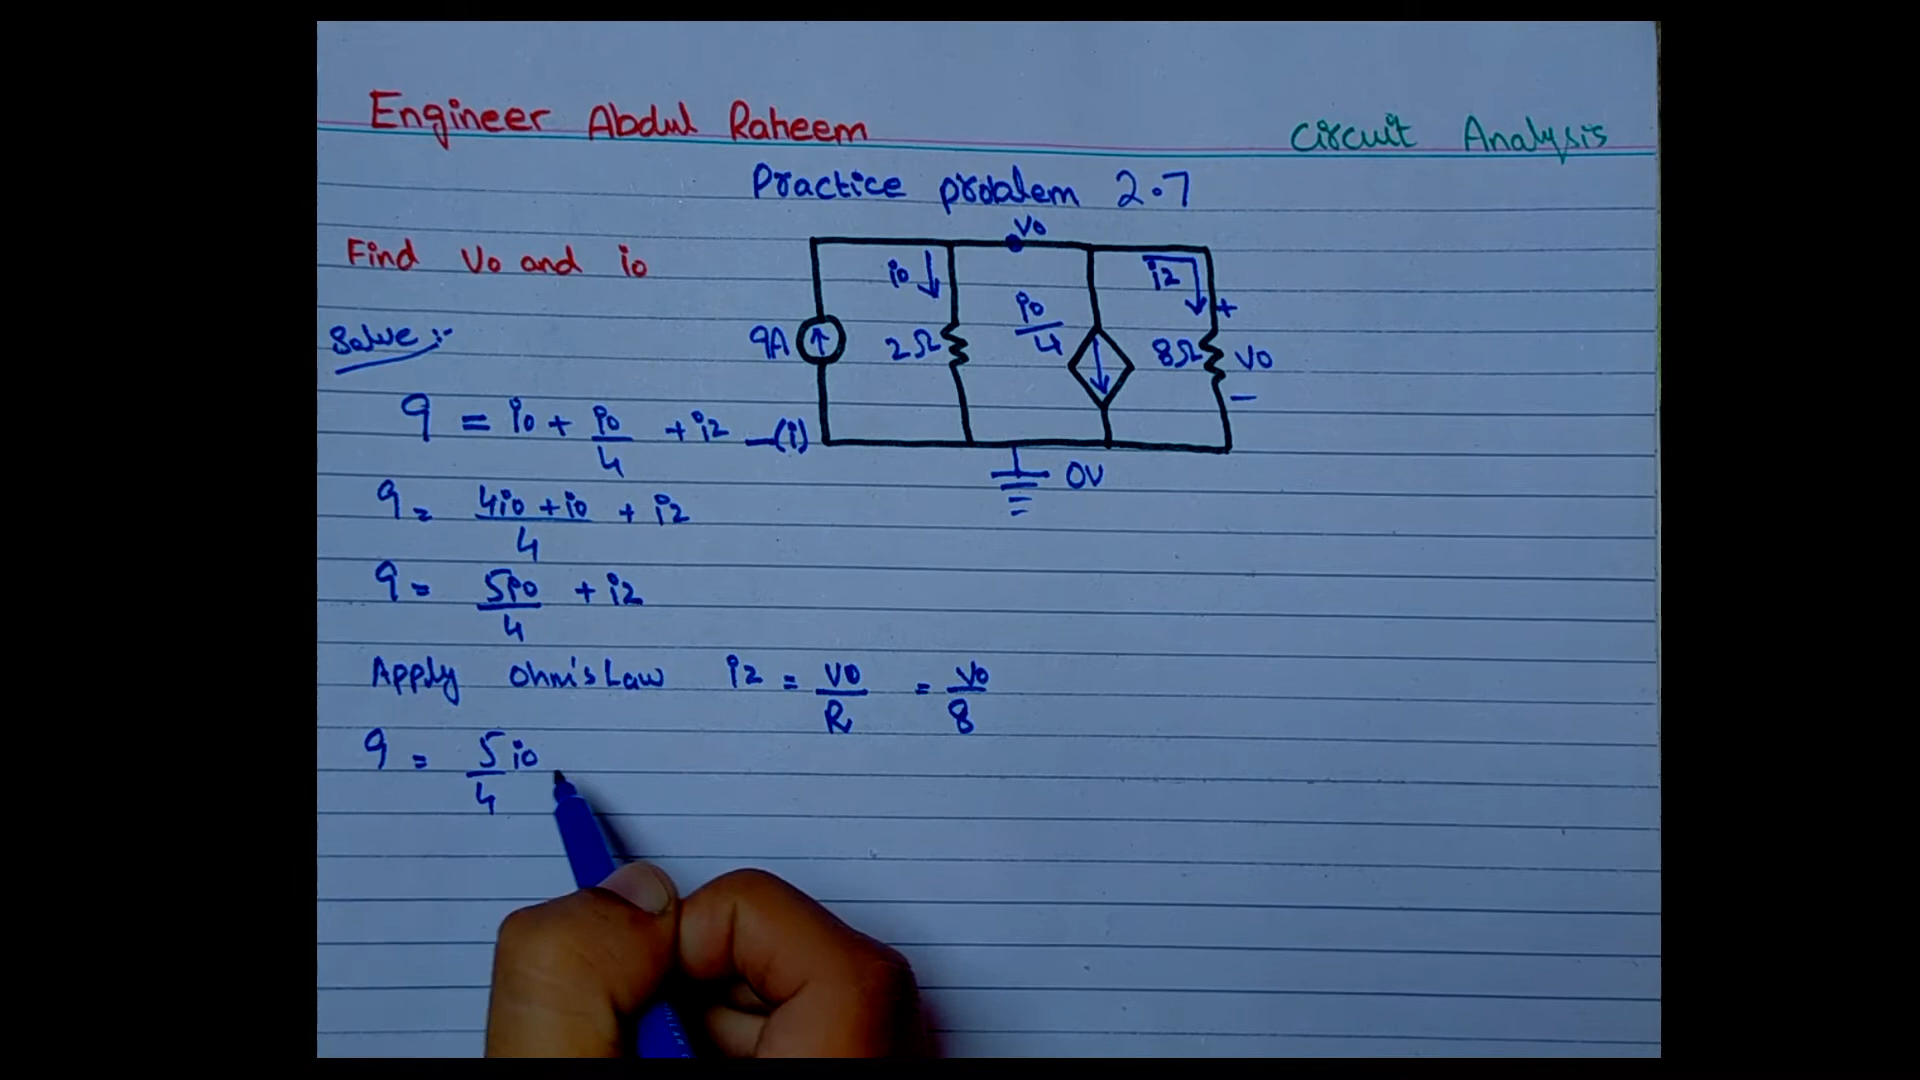 Engineer Abdul Raheem
Circuit Analysis
Practice problem 2.7
Find Vo and io
Solve:-
Vo
io
i2
9A
2Ω
io/4
8Ω
+
Vo
-
0V
9 = io + io/4 + i2 -(i)
9 = 4io + io/4 + i2
9 = 5io/4 + i2
Apply ohm's Law i2 = Vo/R = Vo/8
9 = 5/4 io